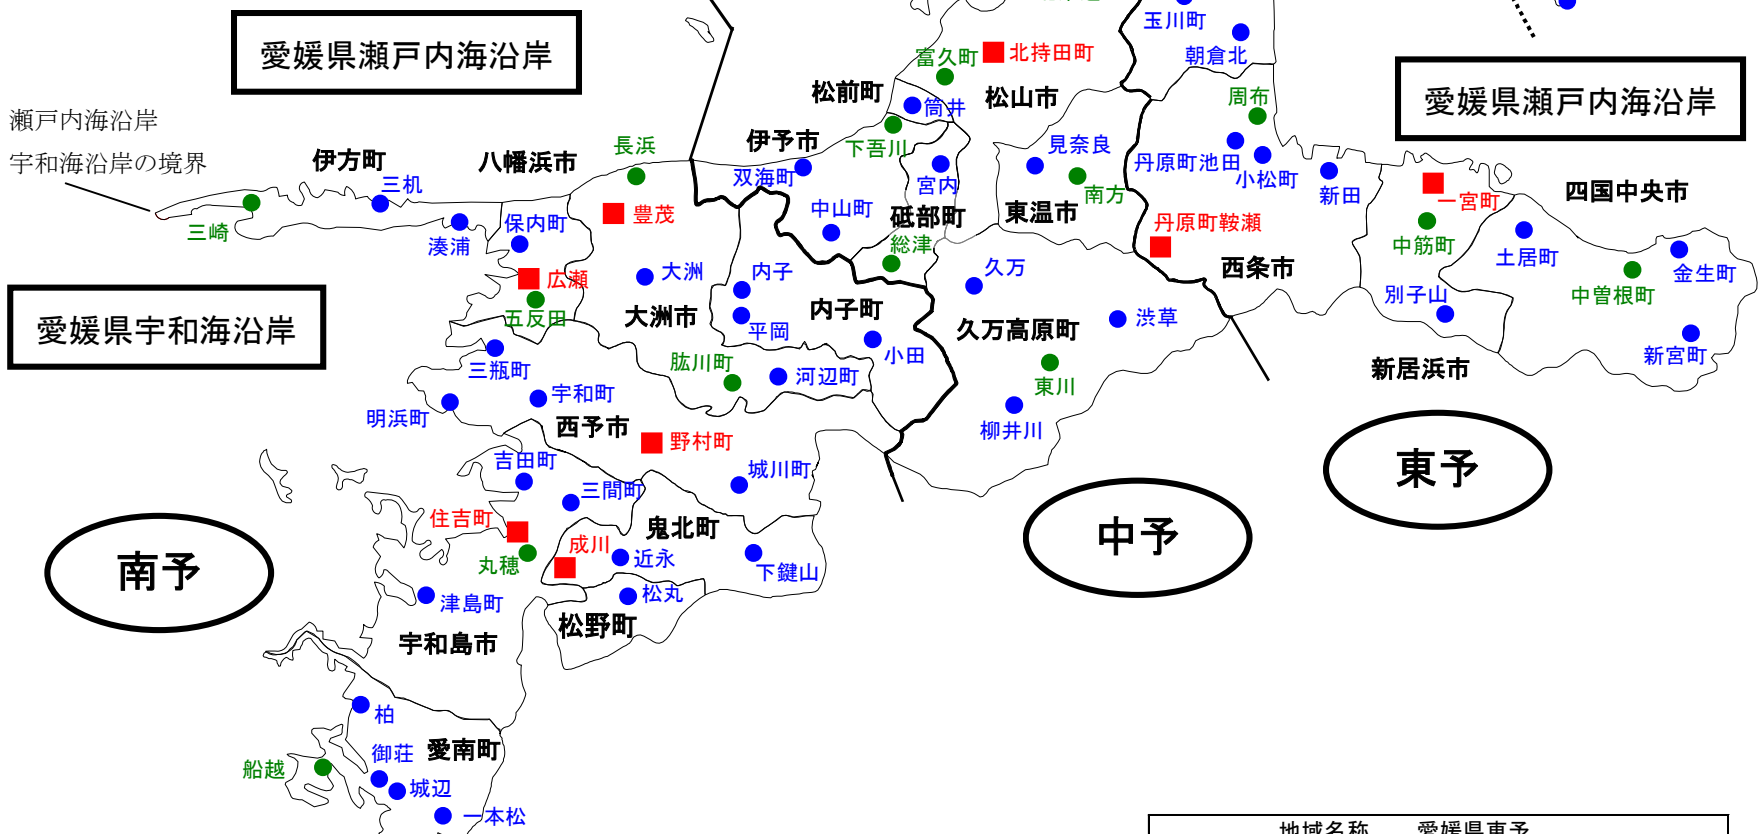 玉川町
朝倉北
愛媛県瀬戸内海沿岸
富久町
北持田町
松前町
筒井
松山市
周布
愛媛県瀬戸内海沿岸
瀬戸内海沿岸
宇和海沿岸の境界
伊方町
八幡浜市
長浜
伊予市
下吾川
見奈良
丹原町池田
小松町
新田
四国中央市
三机
双海町
宮内
南方
一宮町
三崎
湊浦
保内町
豊茂
中山町
砥部町
総津
東温市
丹原町鞍瀬
中筋町
土居町
広瀬
大洲
内子
久万
西条市
別子山
金生町
中曽根町
愛媛県宇和海沿岸
五反田
大洲市
平岡
内子町
久万高原町
渋草
新宮町
三瓶町
肱川町
河辺町
小田
東川
新居浜市
明浜町
宇和町
西予市
野村町
柳井川
東予
吉田町
三間町
城川町
住吉町
鬼北町
中予
南予
丸穂
成川
近永
下鍵山
津島町
松丸
松野町
宇和島市
柏
愛南町
御荘
船越
城辺
一本松
地域名称 愛媛県東予